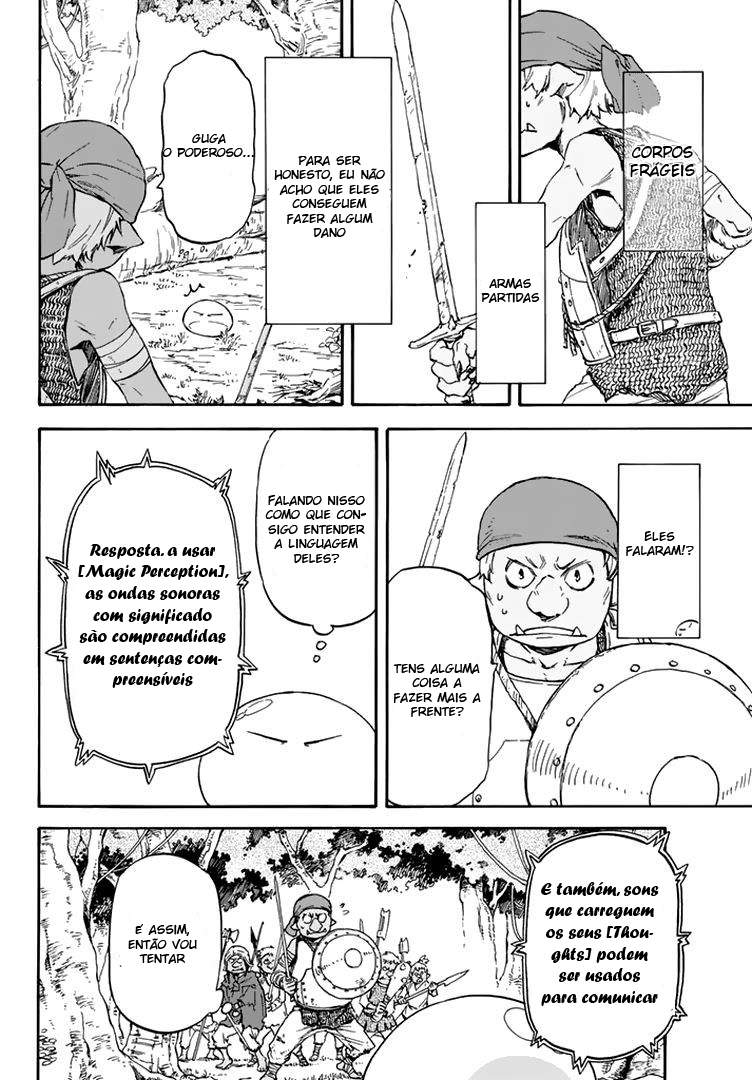 CORPOS
FRÁGEIS
ARMAS
PARTIDAS
PARA SER
HONESTO, EU NÃO
ACHO QUE ELES
CONSEGUEM
FAZER ALGUM
DANO
GUGA
O PODEROSO...
ELES
FALARAM!?
TENS ALGUMA
COISA A
FAZER MAIS A
FRENTE?
FALANDO NISSO
COMO QUE CON-
SIGO ENTENDER
A LINGUAGEM
DELES?
Resposta. a usar
[Magic Perception],
as ondas sonoras
com significado
são compreendidas
em sentenças com-
preensíveis
E também, sons
que carreguem
os seus [Thou-
ghts] podem
ser usados
para comunicar
E ASSIM,
ENTÃO VOU
TENTAR